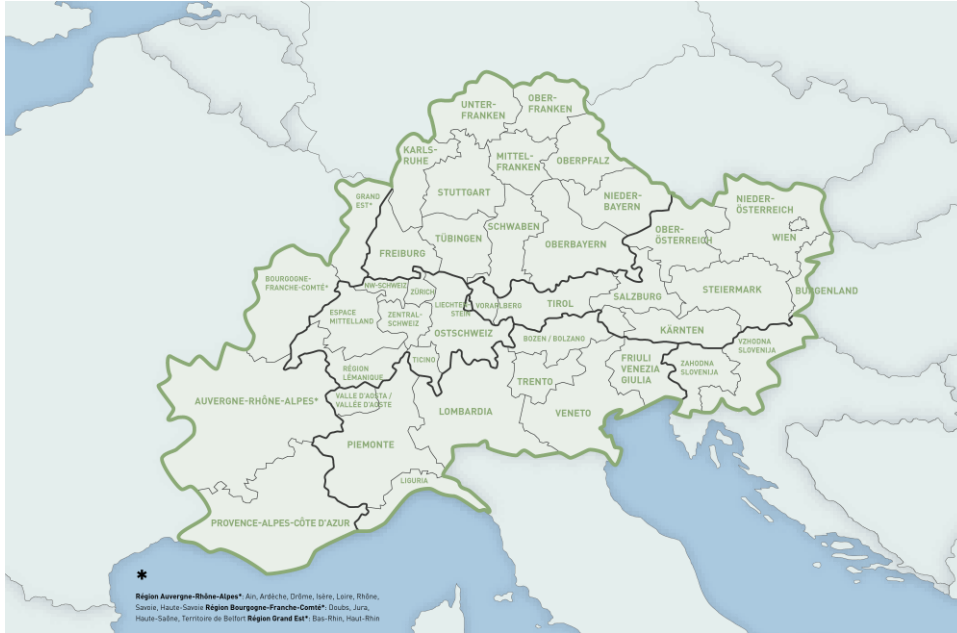 UNTER-
FRANKEN
OBER-
FRANKEN
KARLS-
RUHE
MITTEL-
FRANKEN
OBERPFALZ
GRAND
EST*
STUTTGART
NIEDER-
BAYERN
NIEDER-
ÖSTERREICH
SCHWABEN
TÜBINGEN
OBERBAYERN
OBER-
ÖSTERREICH
WIEN
FREIBURG
BOURGOGNE-
FRANCHE-COMTÉ*
NW-SCHWEIZ
ZÜRICH
LIECHTEN-
STEIN
VORARLBERG
TIROL
SALZBURG
STEIERMARK
BURGENLAND
ESPACE
MITTELLAND
ZENTRAL-
SCHWEIZ
OSTSCHWEIZ
BOZEN / BOLZANO
KÄRNTEN
VZHODNA
SLOVENIJA
RÉGION
LÉMANIQUE
TICINO
TRENTO
FRIULI
VENEZIA
GIULIA
ZAHODNA
SLOVENIJA
AUVERGNE-RHÔNE-ALPES*
VALLE D'AOSTA /
VALLÉE D'AOSTE
LOMBARDIA
VENETO
PIEMONTE
LIGURIA
PROVENCE-ALPES-CÔTE D'AZUR
*
Région Auvergne-Rhône-Alpes*: Ain, Ardèche, Drôme, Isère, Loire, Rhône,
Savoie, Haute-Savoie Région Bourgogne-Franche-Comté*: Doubs, Jura,
Haute-Saône, Territoire de Belfort Région Grand Est*: Bas-Rhin, Haut-Rhin